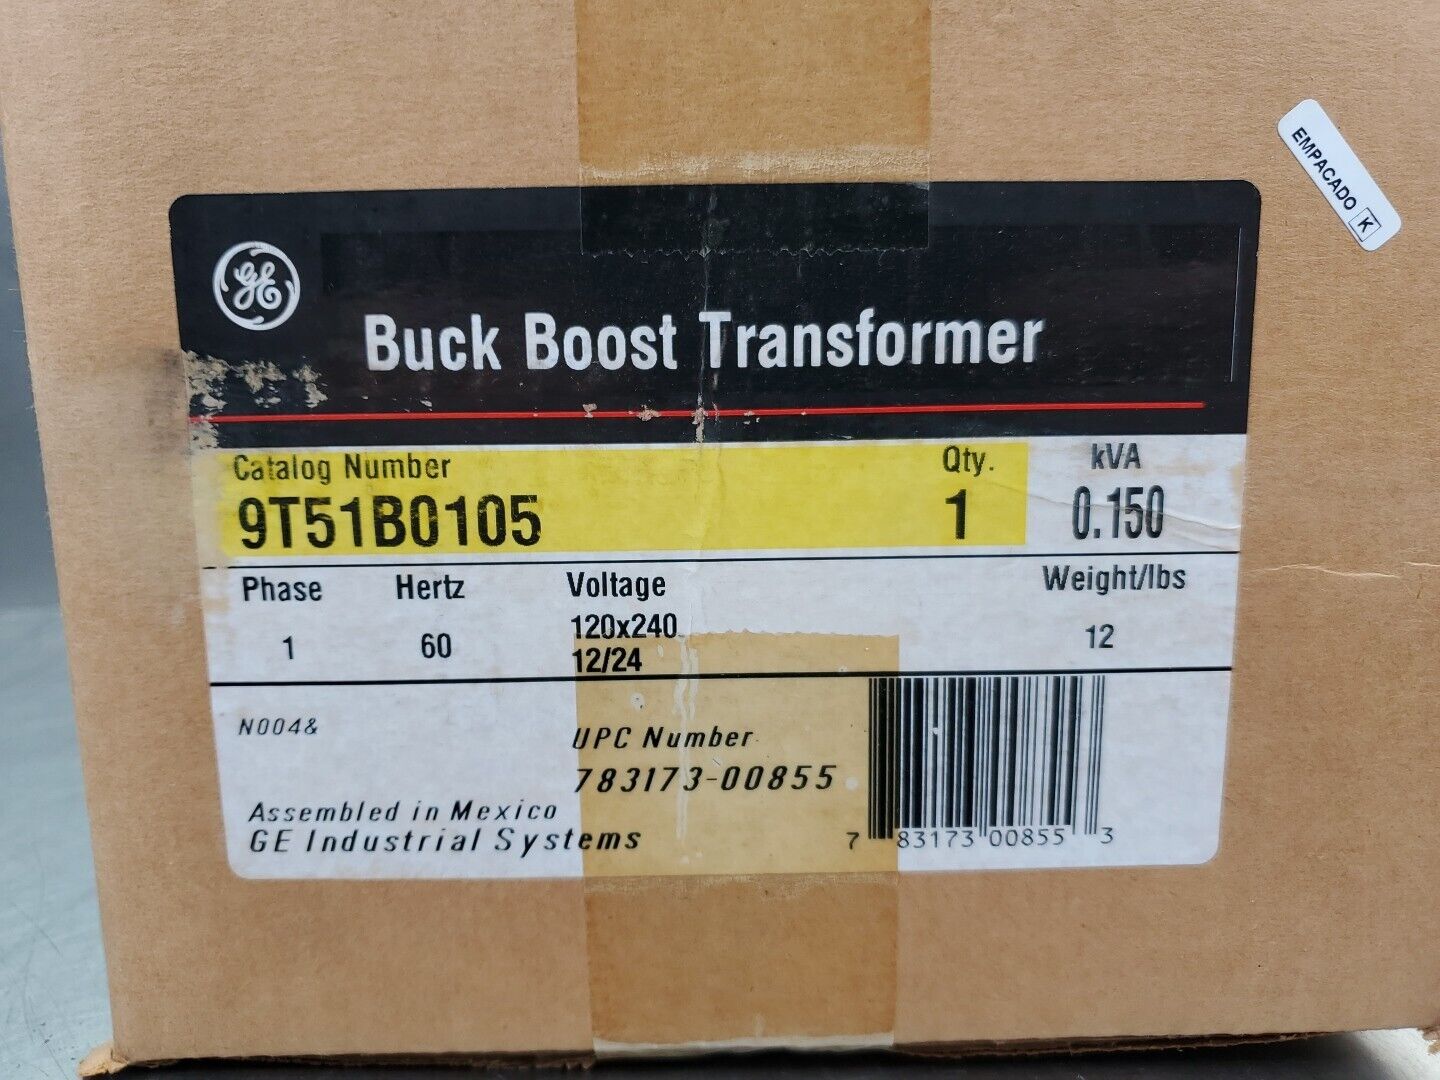 EMPACADO K
GE
Buck Boost Transformer
Catalog Number Qty. kVA
9T51B0105 1 0.150
Phase Hertz Voltage Weight/lbs
120x240
1 60 12
12/24
N004&
UPC Number
783173-00855
Assembled in Mexico
GE Industrial Systems
7 83173 00855 3